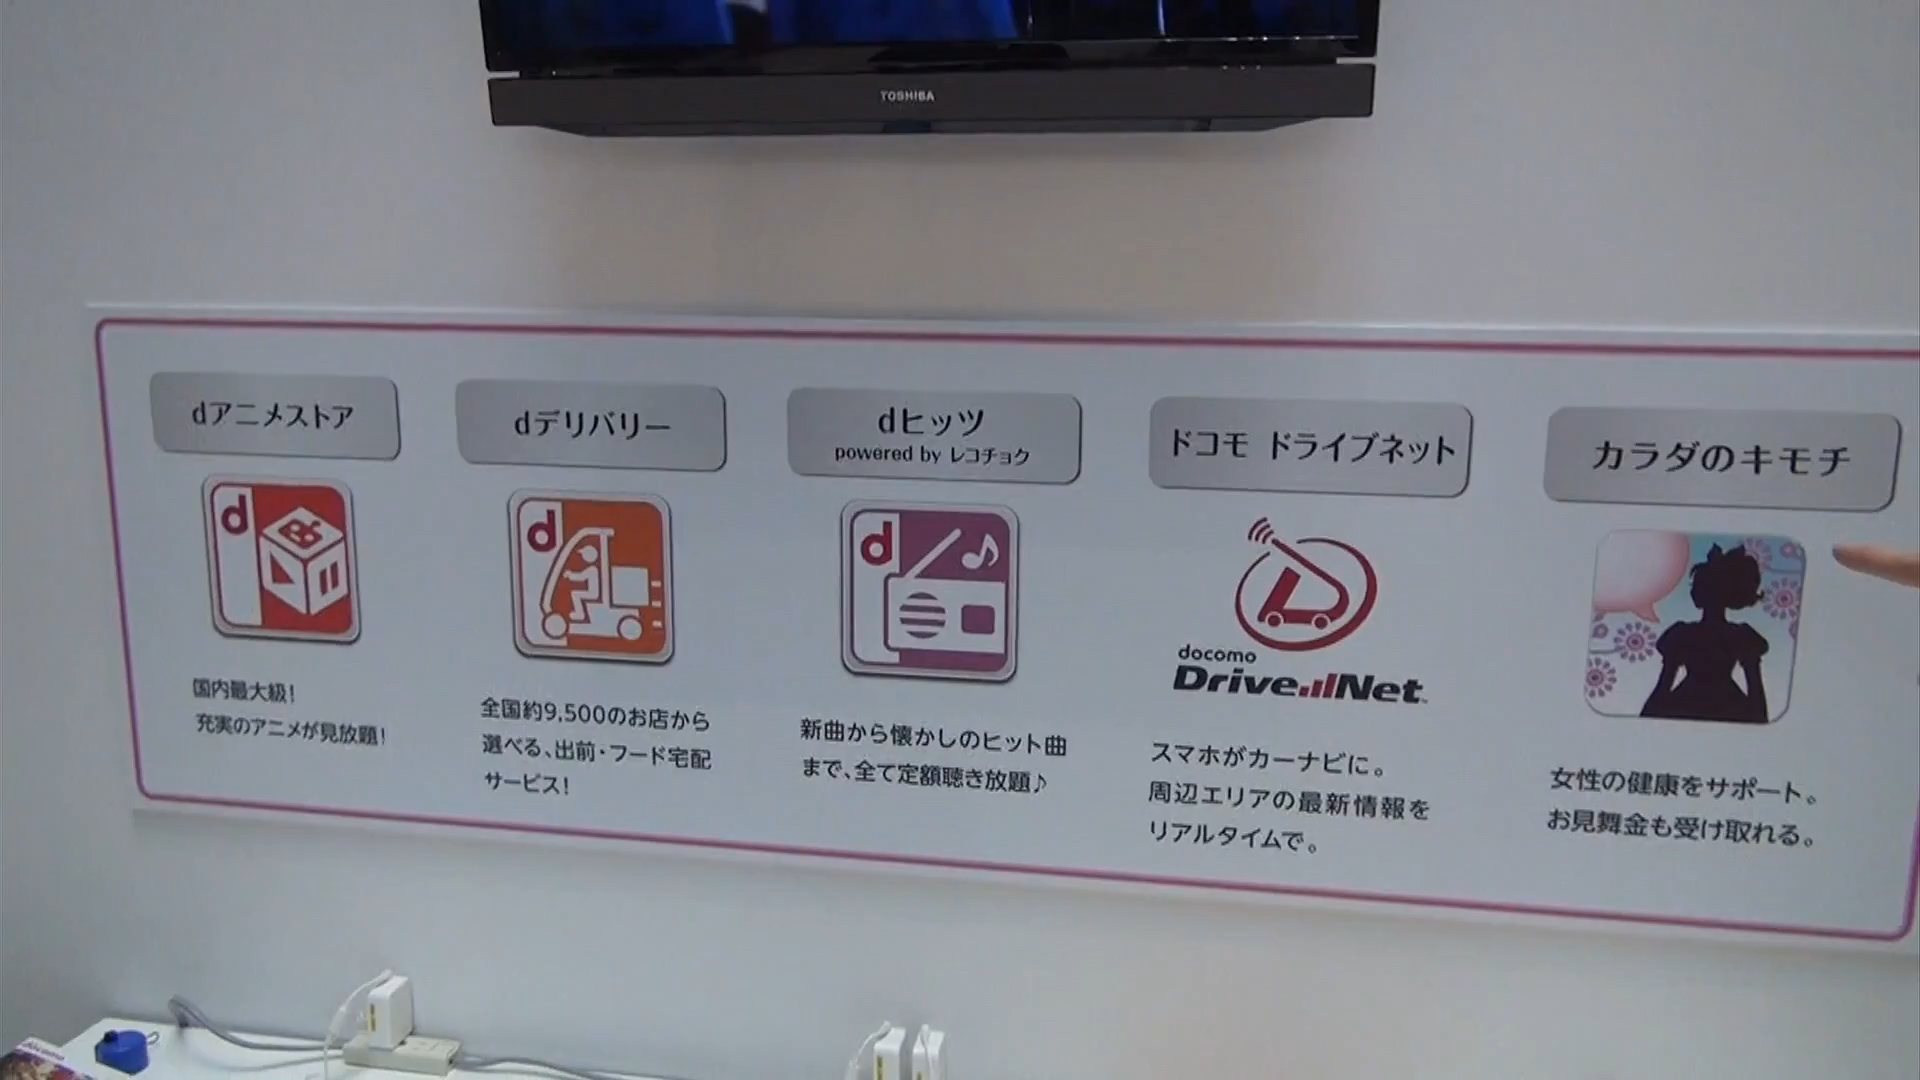 TOSHIBA
dアニメストア
d
国内最大級!
充実のアニメが見放題!
dデリバリー
d
全国約9,500のお店から
選べる、出前・フード宅配
サービス!
dヒッツ
powered by レコチョク
d
新曲から懐かしのヒット曲
まで、全て定額聴き放題♪
ドコモ ドライブネット
docomo
Drive Net
スマホがカーナビに。
周辺エリアの最新情報を
リアルタイムで。
カラダのキモチ
女性の健康をサポート。
お見舞金も受け取れる。
docomo